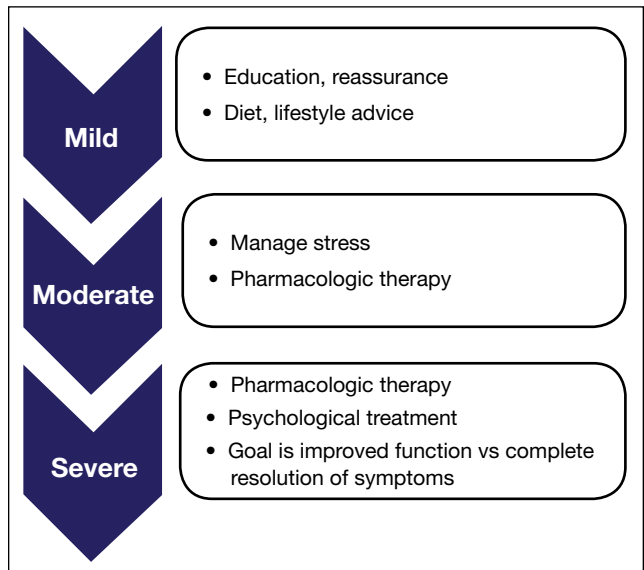 Mild
• Education, reassurance
• Diet, lifestyle advice
Moderate
• Manage stress
• Pharmacologic therapy
Severe
• Pharmacologic therapy
• Psychological treatment
• Goal is improved function vs complete
resolution of symptoms